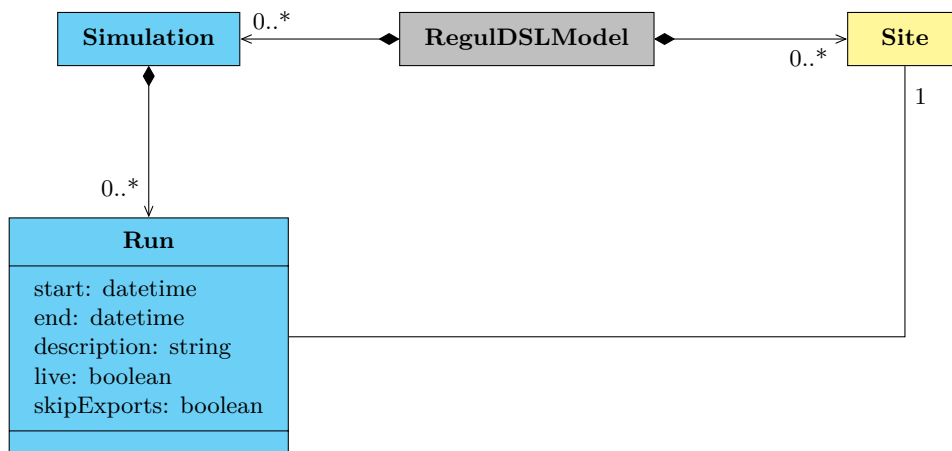 Simulation
0..*
RegulDSLModel
0..*
Site
1
0..*
Run
start: datetime
end: datetime
description: string
live: boolean
skipExports: boolean